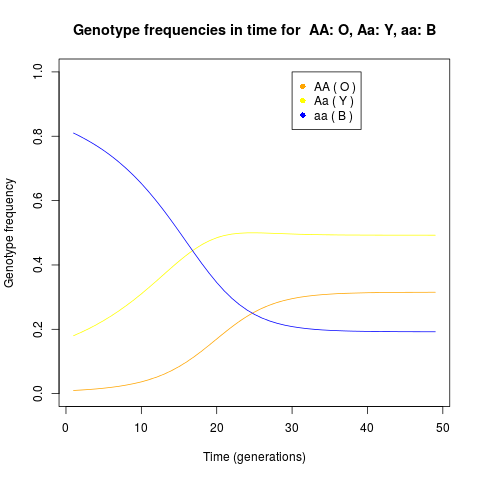 Genotype frequencies in time for  AA: O, Aa: Y, aa: B
AA ( O )
Aa ( Y )
aa ( B )
Genotype frequency
1.0
0.8
0.6
0.4
0.2
0.0
0 10 20 30 40 50
Time (generations)